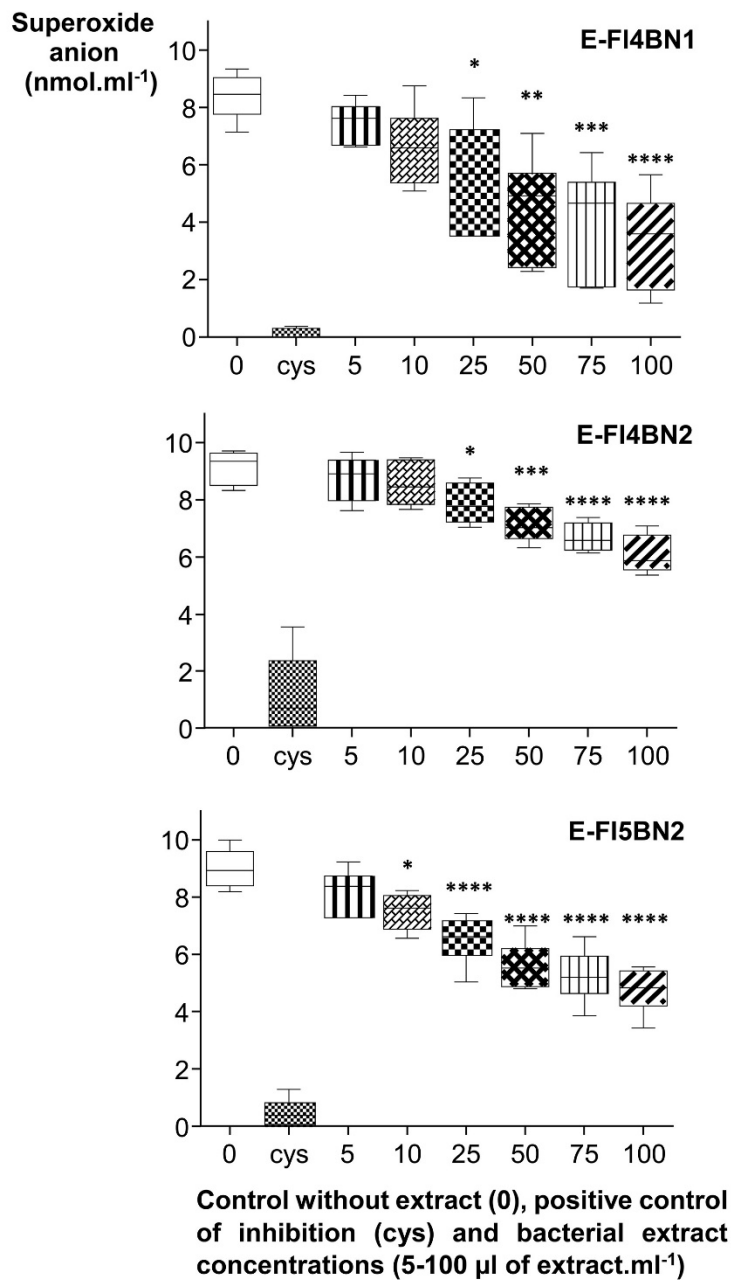 Superoxide
anion
(nmol.ml⁻¹)
E-FI4BN1
10
8
6
4
2
0
*
**
***
****
0 cys 5 10 25 50 75 100
E-FI4BN2
10
8
6
4
2
0
*
***
****
****
0 cys 5 10 25 50 75 100
E-FI5BN2
10
8
6
4
2
0
*
****
****
****
****
0 cys 5 10 25 50 75 100
Control without extract (0), positive control
of inhibition (cys) and bacterial extract
concentrations (5-100 µl of extract.ml⁻¹)